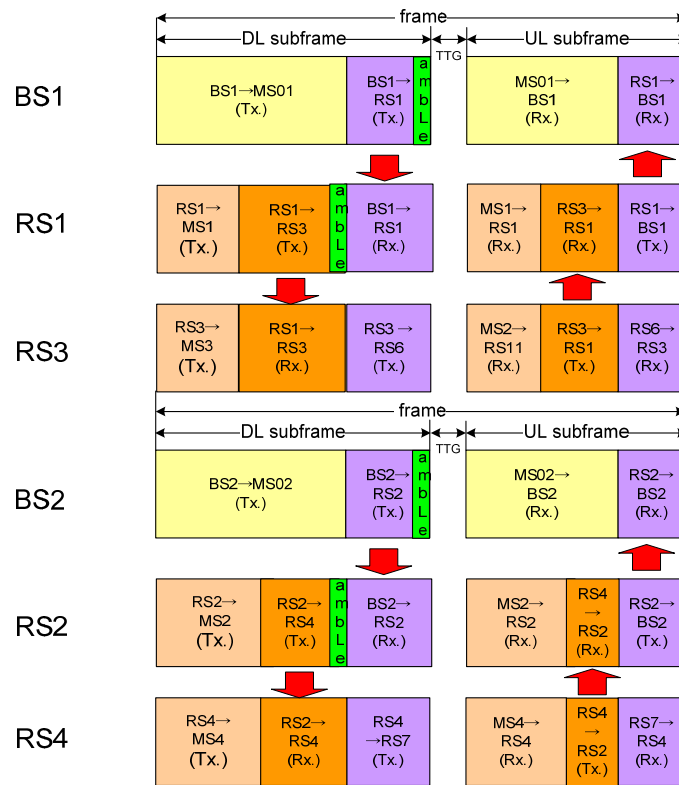 frame
DL subframe
TTG
UL subframe
BS1
BS1→MS01
(Tx.)
BS1→
RS1
(Tx.)
a
m
b
L
e
MS01→
BS1
(Rx.)
RS1→
BS1
(Rx.)
RS1
RS1→
MS1
(Tx.)
RS1→
RS3
(Tx.)
a
m
b
L
e
BS1→
RS1
(Rx.)
MS1→
RS1
(Rx.)
RS3→
RS1
(Rx.)
RS1→
BS1
(Tx.)
RS3
RS3→
MS3
(Tx.)
RS1→
RS3
(Rx.)
RS3 →
RS6
(Tx.)
MS2→
RS11
(Rx.)
RS3→
RS1
(Tx.)
RS6→
RS3
(Rx.)
frame
DL subframe
TTG
UL subframe
BS2
BS2→MS02
(Tx.)
BS2→
RS2
(Tx.)
a
m
b
L
e
MS02→
BS2
(Rx.)
RS2→
BS2
(Rx.)
RS2
RS2→
MS2
(Tx.)
RS2→
RS4
(Tx.)
a
m
b
L
e
BS2→
RS2
(Rx.)
MS2→
RS2
(Rx.)
RS4
→
RS2
(Rx.)
RS2→
BS2
(Tx.)
RS4
RS4→
MS4
(Tx.)
RS2→
RS4
(Rx.)
RS4
→RS7
(Tx.)
MS4→
RS4
(Rx.)
RS4
→
RS2
(Tx.)
RS7→
RS4
(Rx.)